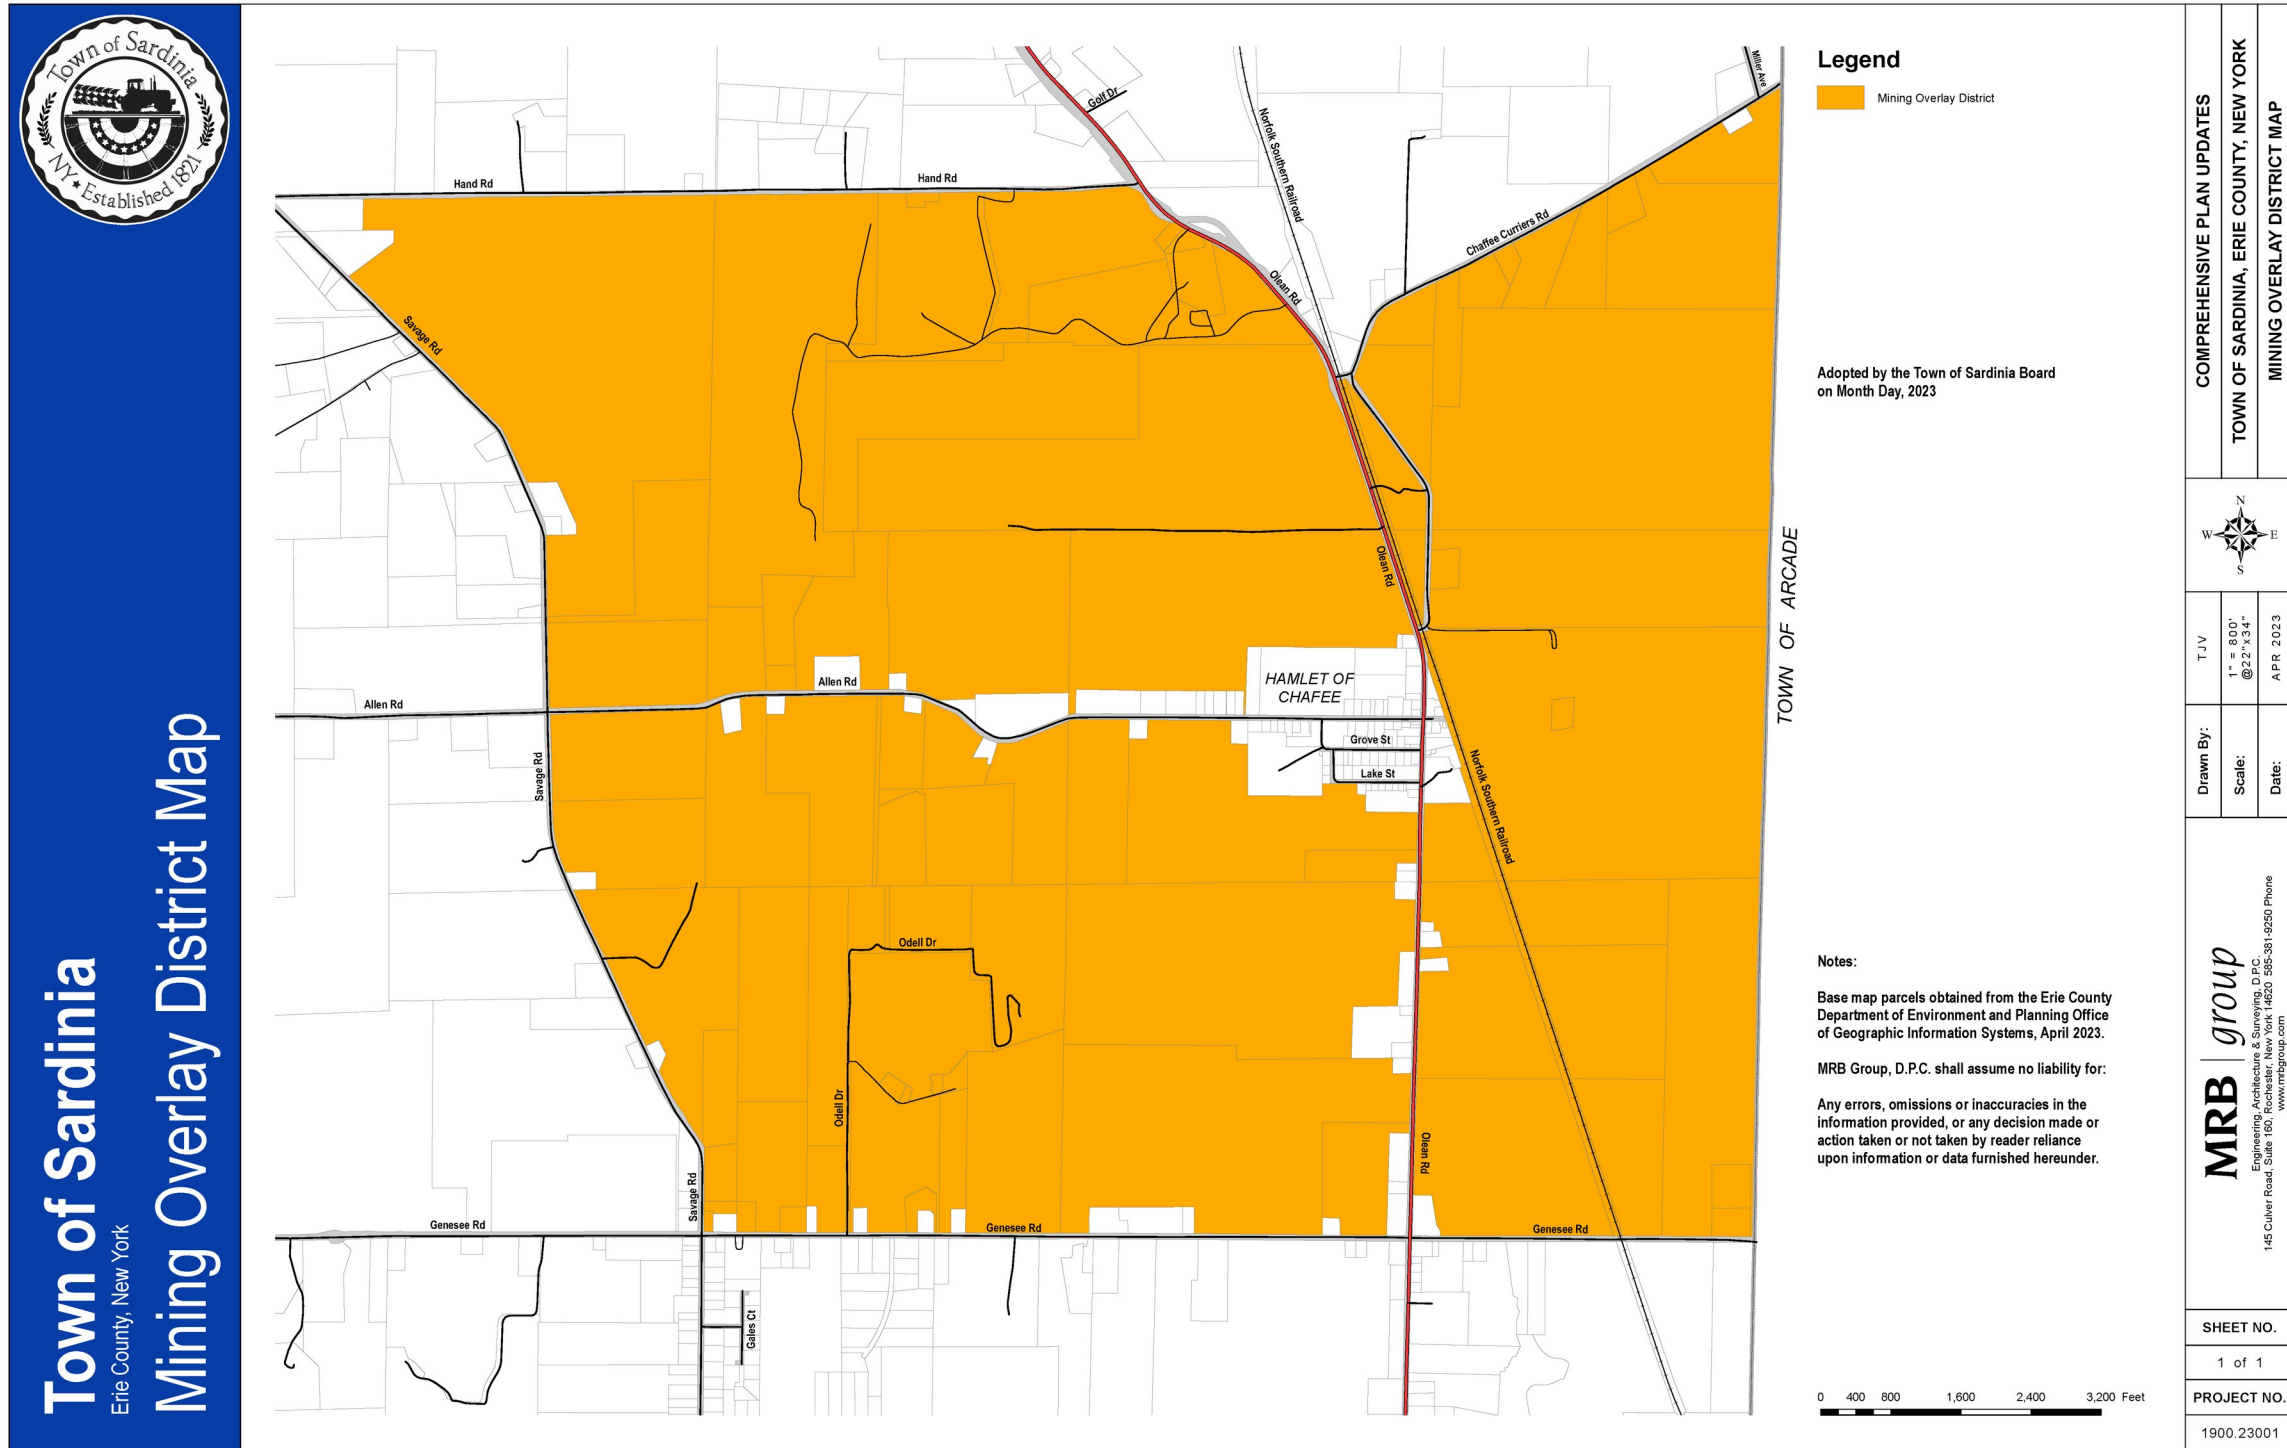 Town of Sardinia
NY ★ Established 1821
Town of Sardinia
Erie County, New York
Mining Overlay District Map
Hand Rd
Hand Rd
Golf Dr
Norfolk Southern Railroad
Miller Ave
Chaffee Curriers Rd
Olean Rd
Savage Rd
Olean Rd
HAMLET OF
CHAFEE
Allen Rd
Allen Rd
Grove St
Lake St
Savage Rd
Norfolk Southern Railroad
TOWN OF ARCADE
Odell Dr
Odell Dr
Olean Rd
Savage Rd
Genesee Rd
Genesee Rd
Genesee Rd
Gales Ct
Legend
Mining Overlay District
Adopted by the Town of Sardinia Board
on Month Day, 2023
Notes:
Base map parcels obtained from the Erie County
Department of Environment and Planning Office
of Geographic Information Systems, April 2023.
MRB Group, D.P.C. shall assume no liability for:
Any errors, omissions or inaccuracies in the
information provided, or any decision made or
action taken or not taken by reader reliance
upon information or data furnished hereunder.
0 400 800 1,600 2,400 3,200 Feet
COMPREHENSIVE PLAN UPDATES
TOWN OF SARDINIA, ERIE COUNTY, NEW YORK
MINING OVERLAY DISTRICT MAP
N
W E
S
Drawn By: TJV
Scale: 1" = 800'
@22"x34"
Date: APR 2023
MRB group
Engineering, Architecture & Surveying, D.P.C.
145 Culver Road, Suite 160, Rochester, New York 14620 585-381-9250 Phone
www.mrbgroup.com
SHEET NO.
1 of 1
PROJECT NO.
1900.23001